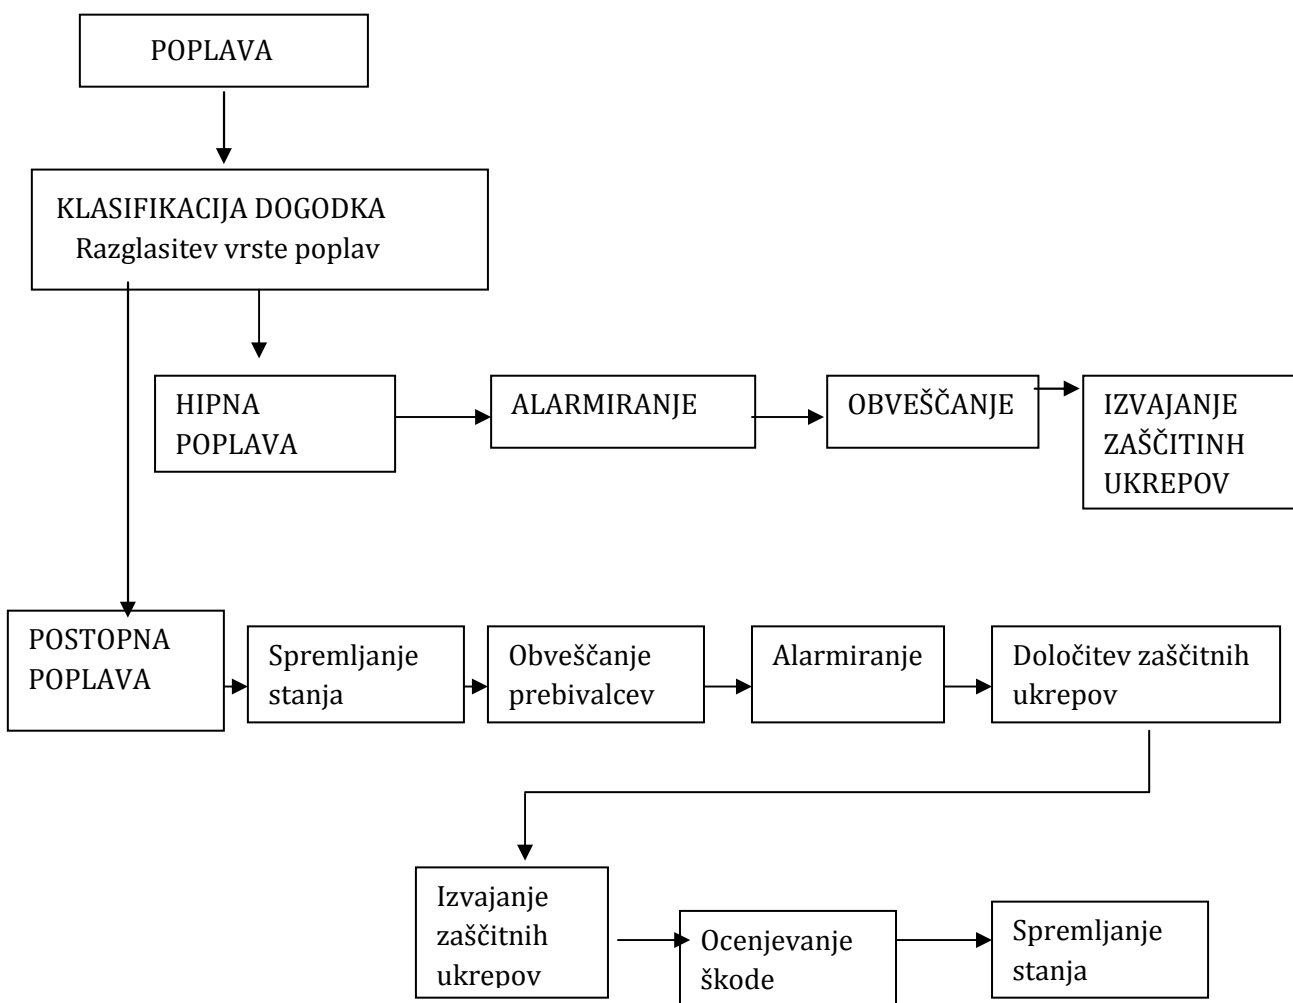 POPLAVA
KLASIFIKACIJA DOGODKA
Razglasitev vrste poplav
HIPNA
POPLAVA
ALARMIRANJE
OBVEŠČANJE
IZVAJANJE
ZAŠČITINH
UKREPOV
POSTOPNA
POPLAVA
Spremljanje
stanja
Obveščanje
prebivalcev
Alarmiranje
Določitev zaščitnih
ukrepov
Izvajanje
zaščitnih
ukrepov
Ocenjevanje
škode
Spremljanje
stanja